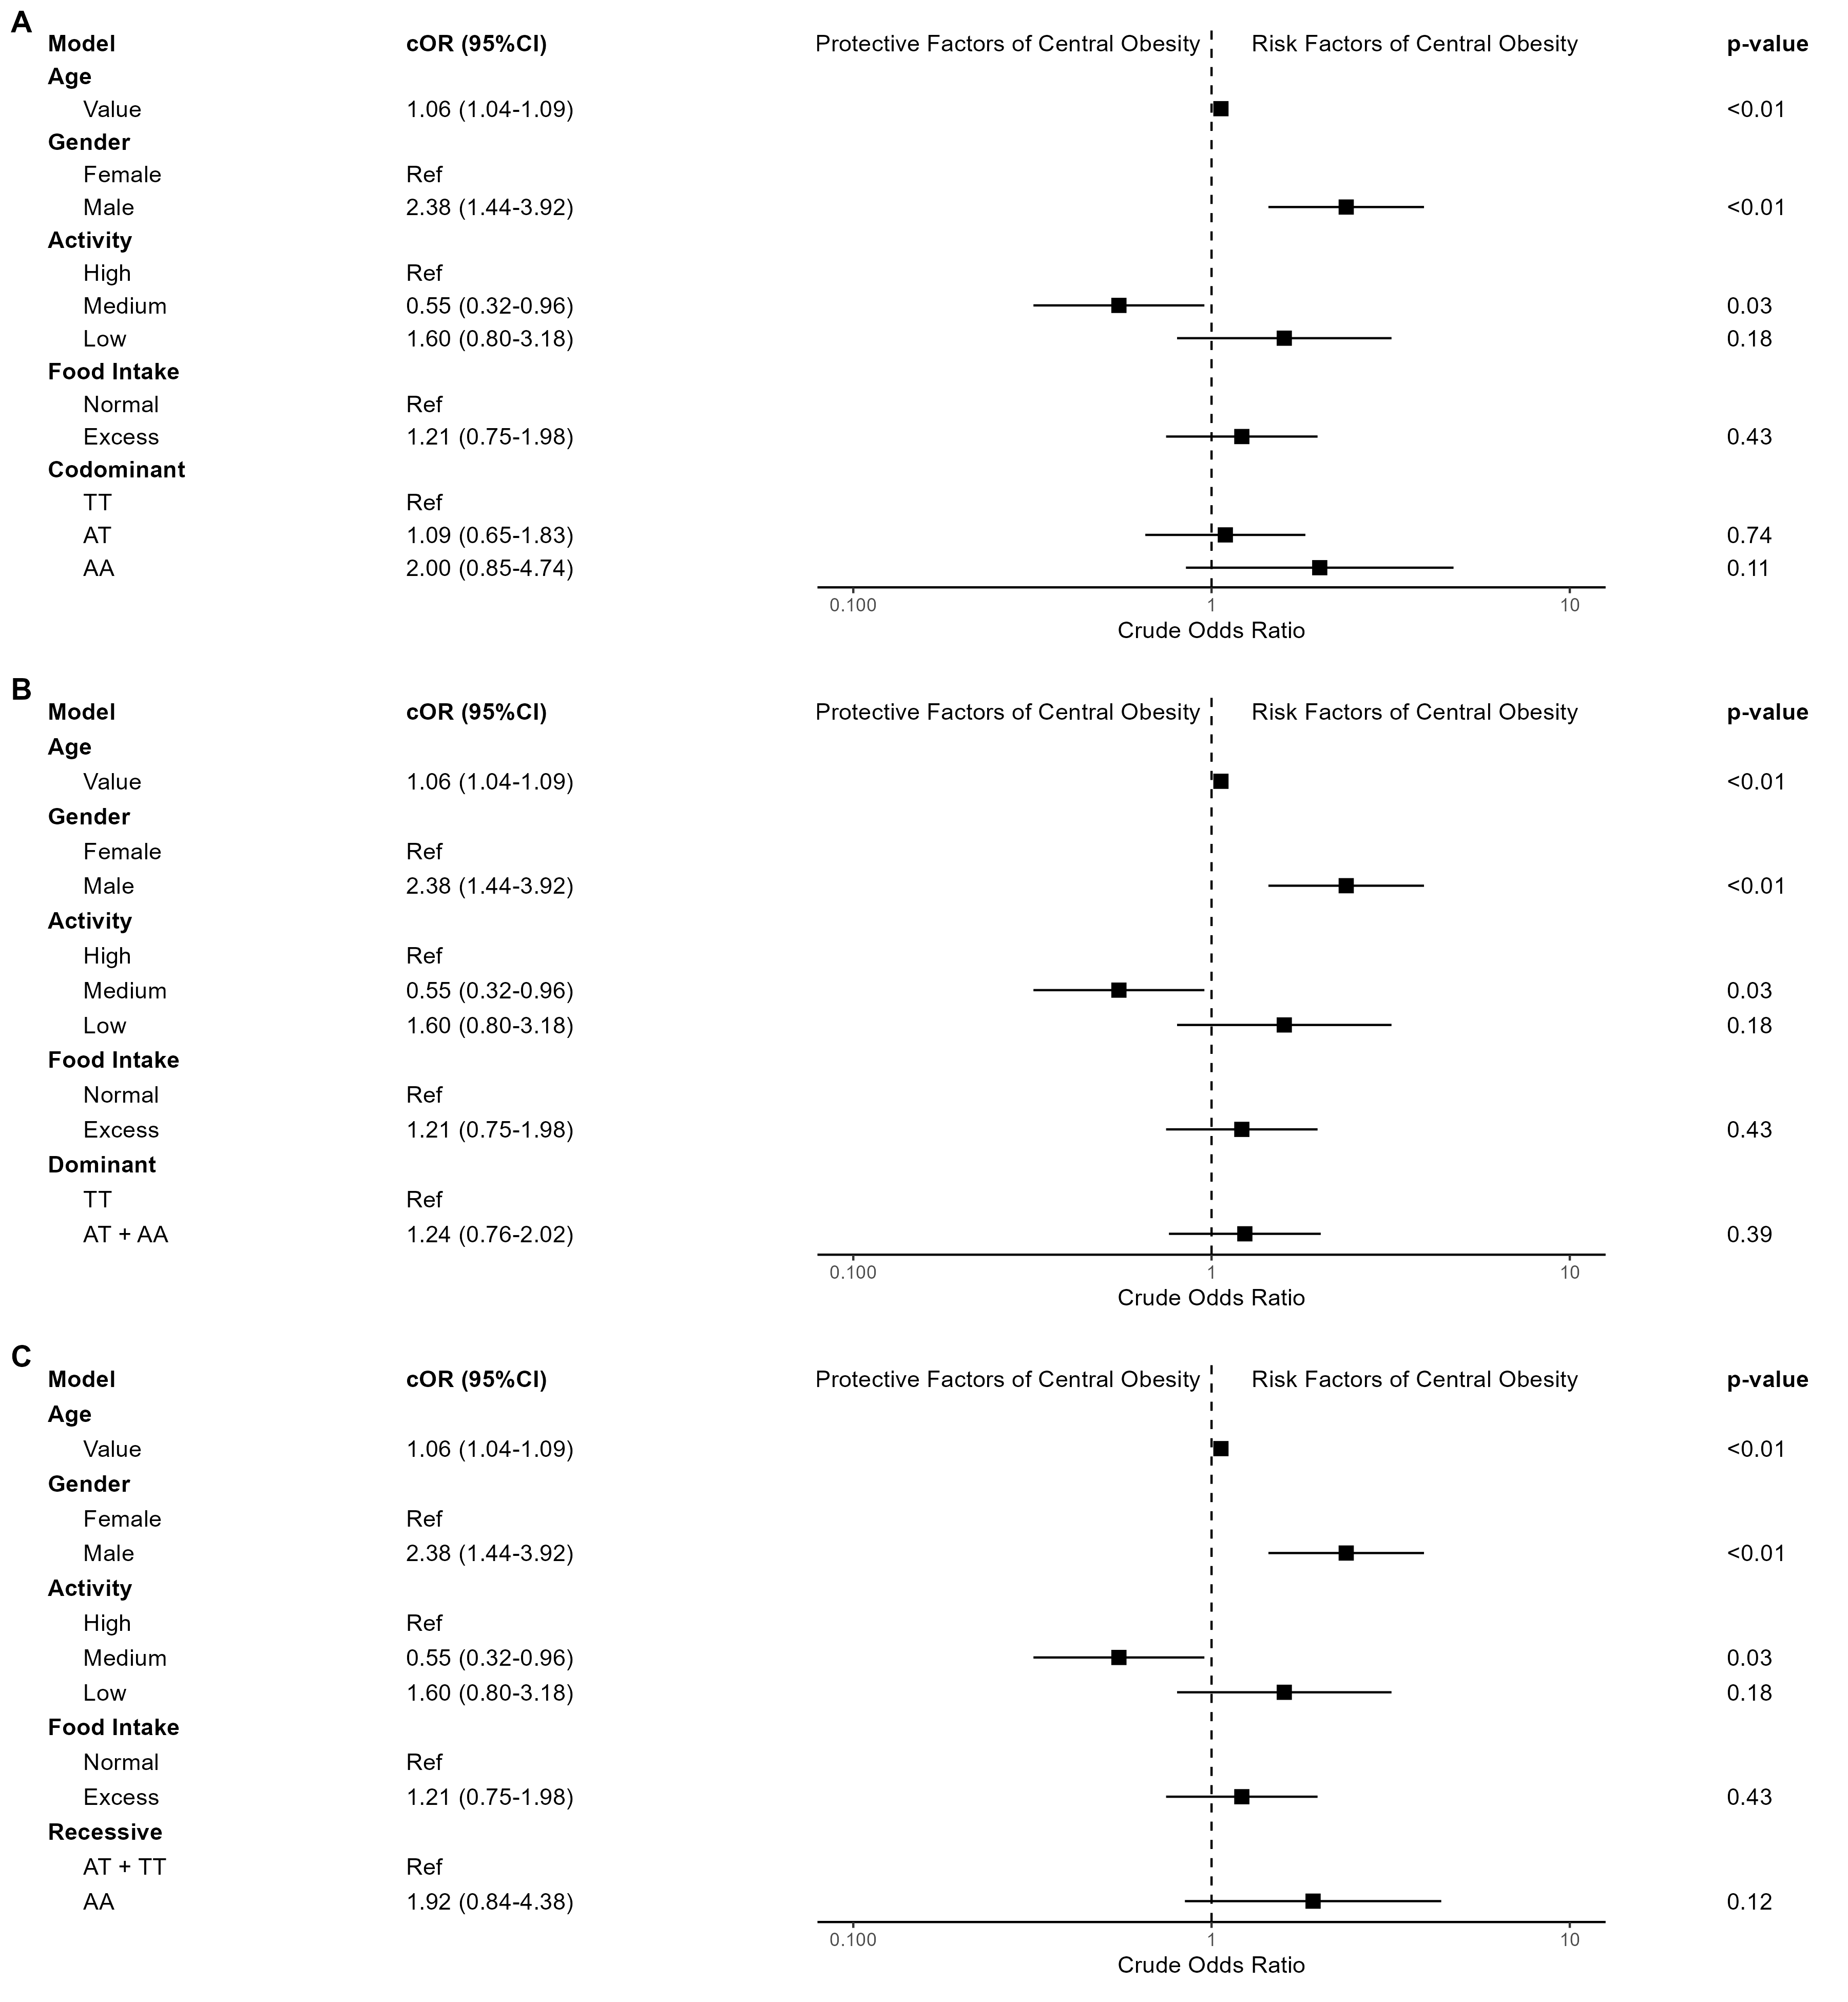 A
Model cOR (95%CI) Protective Factors of Central Obesity Risk Factors of Central Obesity p-value
Age
Value 1.06 (1.04-1.09) <0.01
Gender
Female Ref
Male 2.38 (1.44-3.92) <0.01
Activity
High Ref
Medium 0.55 (0.32-0.96) 0.03
Low 1.60 (0.80-3.18) 0.18
Food Intake
Normal Ref
Excess 1.21 (0.75-1.98) 0.43
Codominant
TT Ref
AT 1.09 (0.65-1.83) 0.74
AA 2.00 (0.85-4.74) 0.11
0.100 1 10
Crude Odds Ratio
B
Model cOR (95%CI) Protective Factors of Central Obesity Risk Factors of Central Obesity p-value
Age
Value 1.06 (1.04-1.09) <0.01
Gender
Female Ref
Male 2.38 (1.44-3.92) <0.01
Activity
High Ref
Medium 0.55 (0.32-0.96) 0.03
Low 1.60 (0.80-3.18) 0.18
Food Intake
Normal Ref
Excess 1.21 (0.75-1.98) 0.43
Dominant
TT Ref
AT + AA 1.24 (0.76-2.02) 0.39
0.100 1 10
Crude Odds Ratio
C
Model cOR (95%CI) Protective Factors of Central Obesity Risk Factors of Central Obesity p-value
Age
Value 1.06 (1.04-1.09) <0.01
Gender
Female Ref
Male 2.38 (1.44-3.92) <0.01
Activity
High Ref
Medium 0.55 (0.32-0.96) 0.03
Low 1.60 (0.80-3.18) 0.18
Food Intake
Normal Ref
Excess 1.21 (0.75-1.98) 0.43
Recessive
AT + TT Ref
AA 1.92 (0.84-4.38) 0.12
0.100 1 10
Crude Odds Ratio